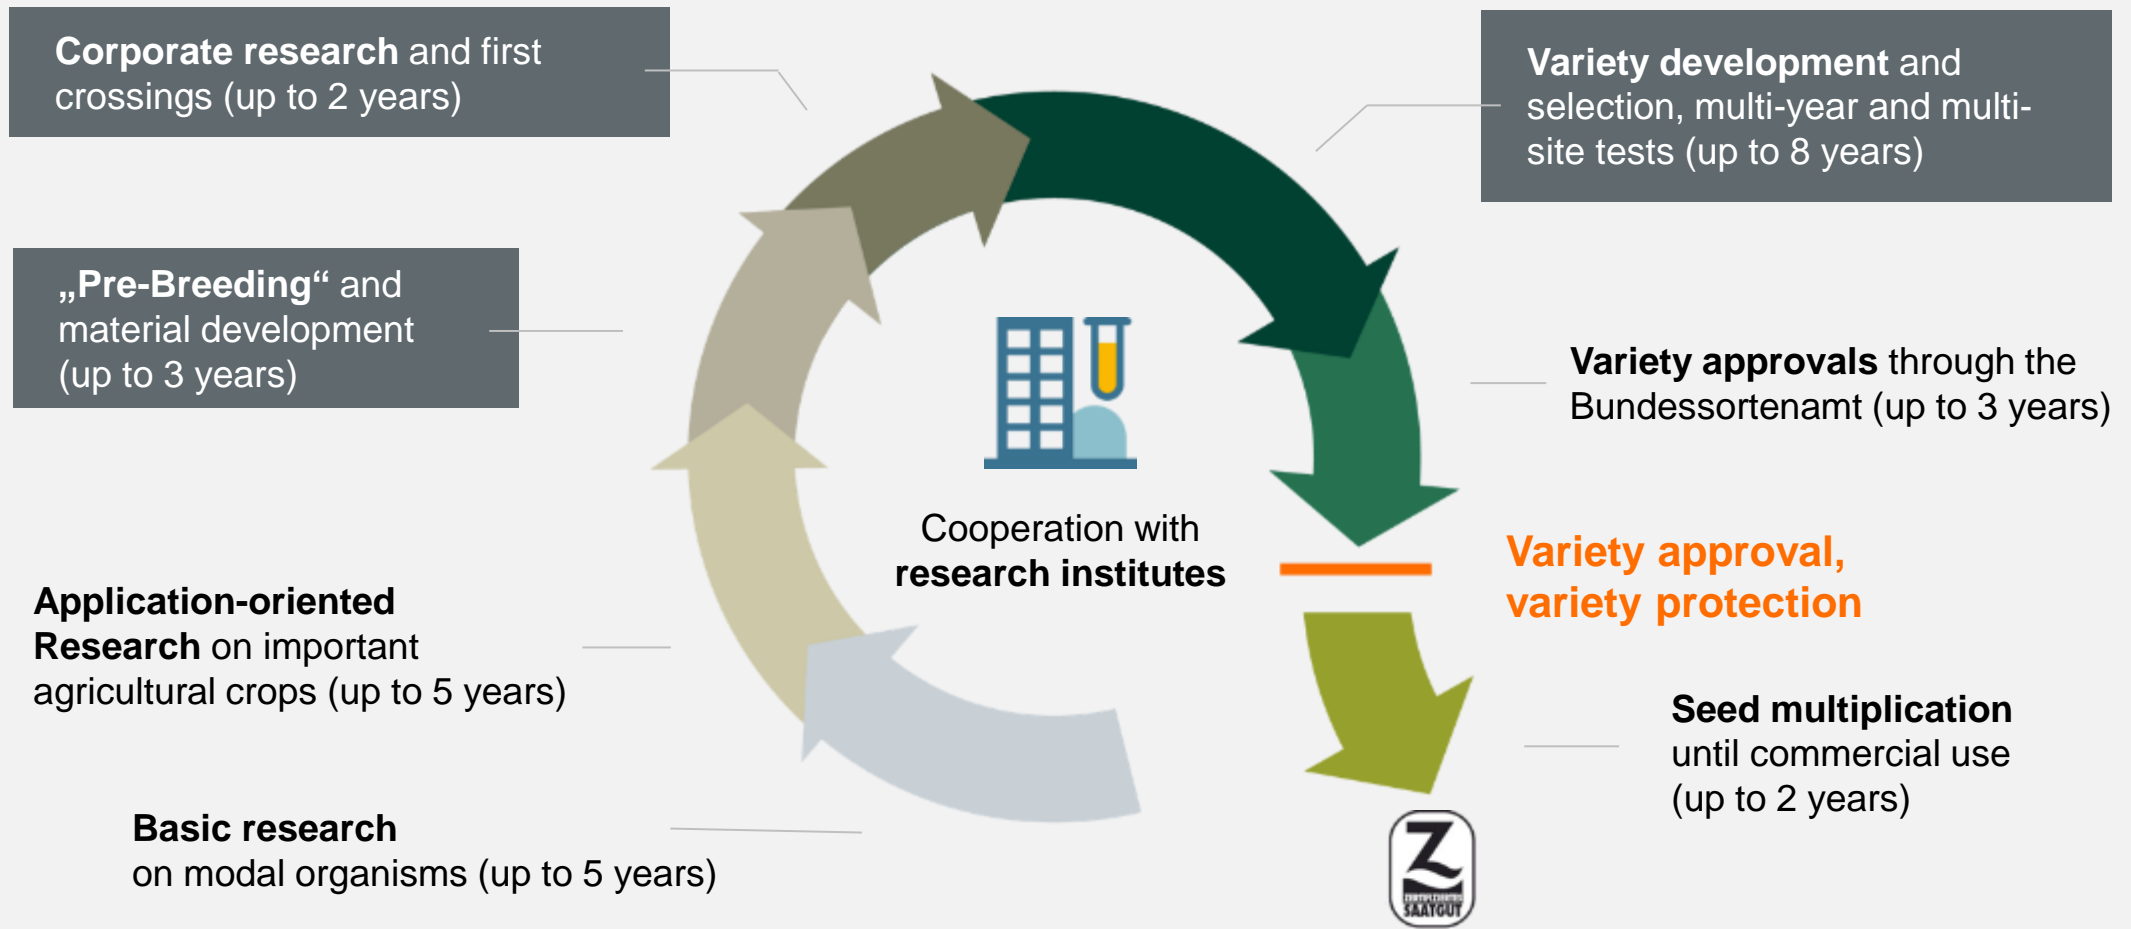 Corporate research and first
crossings (up to 2 years)
Variety development and
selection, multi-year and multi-
site tests (up to 8 years)
„Pre-Breeding“ and
material development
(up to 3 years)
Variety approvals through the
Bundessortenamt (up to 3 years)
Cooperation with
research institutes
Variety approval,
variety protection
Application-oriented
Research on important
agricultural crops (up to 5 years)
Seed multiplication
until commercial use
(up to 2 years)
Basic research
on modal organisms (up to 5 years)
Z
ZERTIFIZIERTES
SAATGUT